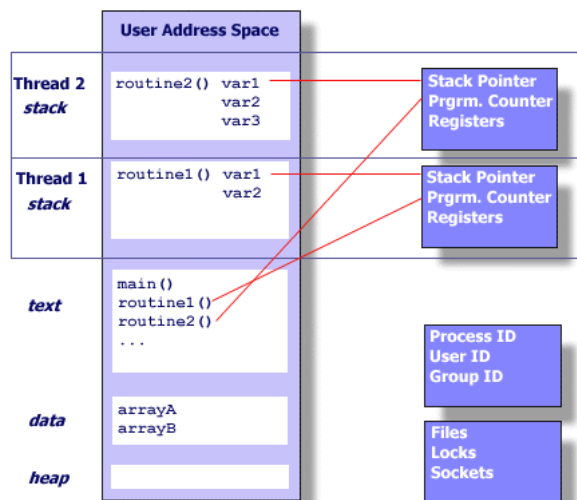 User Address Space
Thread 2
stack
routine2() var1
var2
var3
Stack Pointer
Prgrm. Counter
Registers
Thread 1
stack
routine1() var1
var2
Stack Pointer
Prgrm. Counter
Registers
text
main()
routine1()
routine2()
...
Process ID
User ID
Group ID
data
arrayA
arrayB
Files
Locks
Sockets
heap